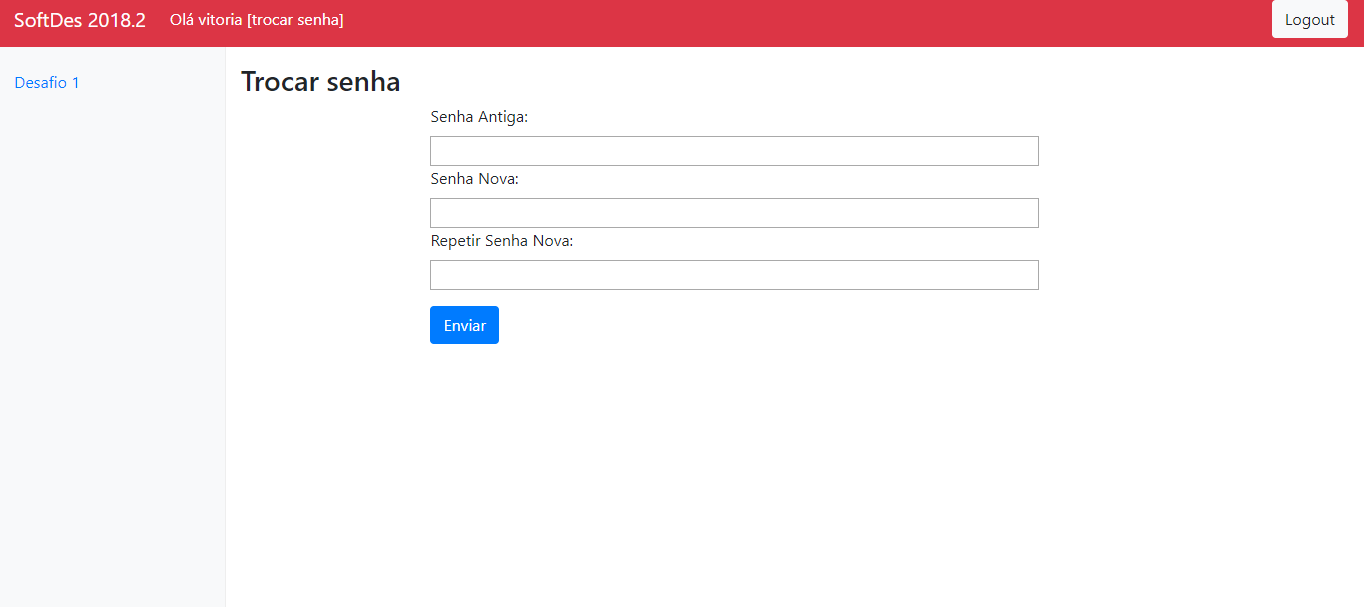 SoftDes 2018.2 Olá vitoria [trocar senha] Logout
Desafio 1
Trocar senha
Senha Antiga:
Senha Nova:
Repetir Senha Nova:
Enviar